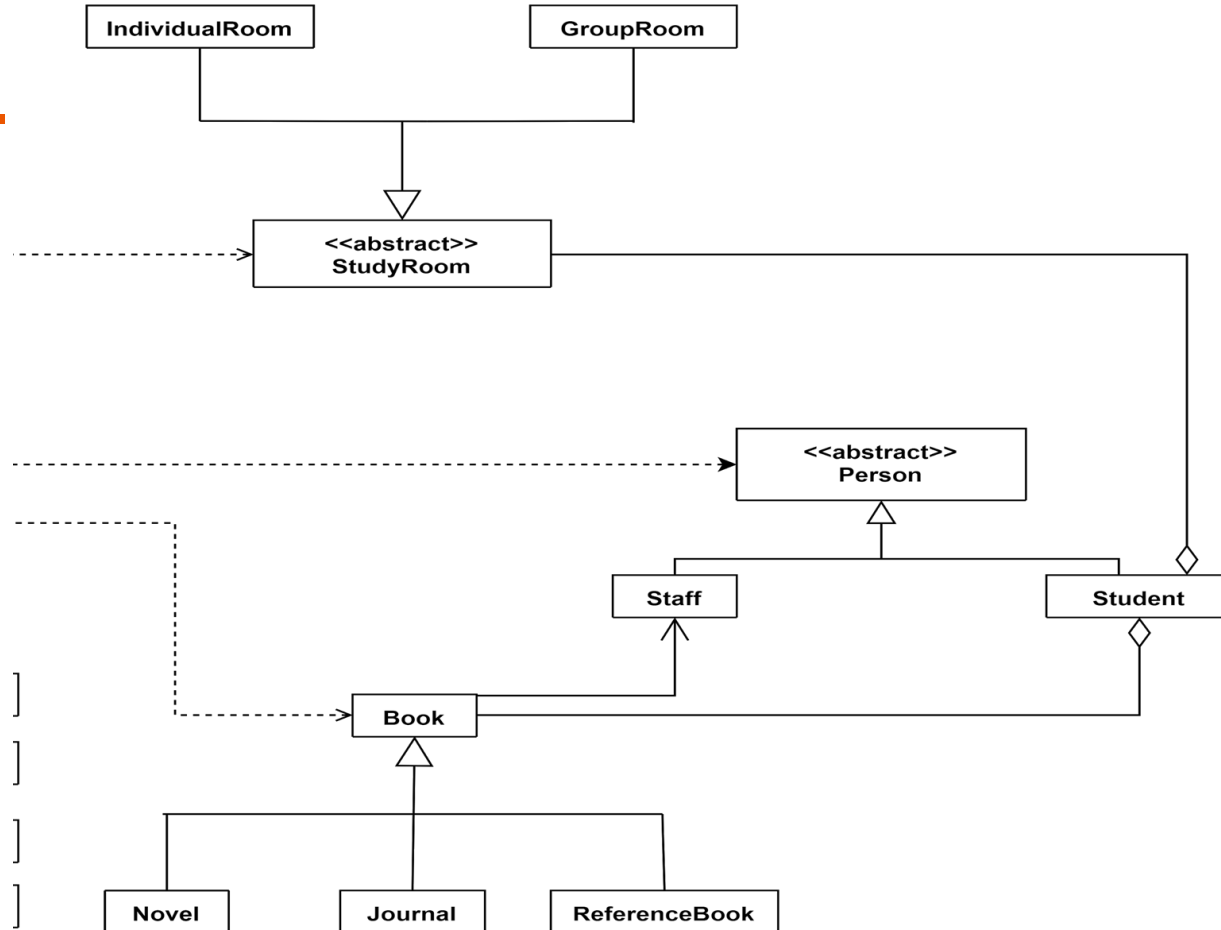 IndividualRoom
GroupRoom
<<abstract>>
StudyRoom
<<abstract>>
Person
Staff
Student
Book
Novel
Journal
ReferenceBook